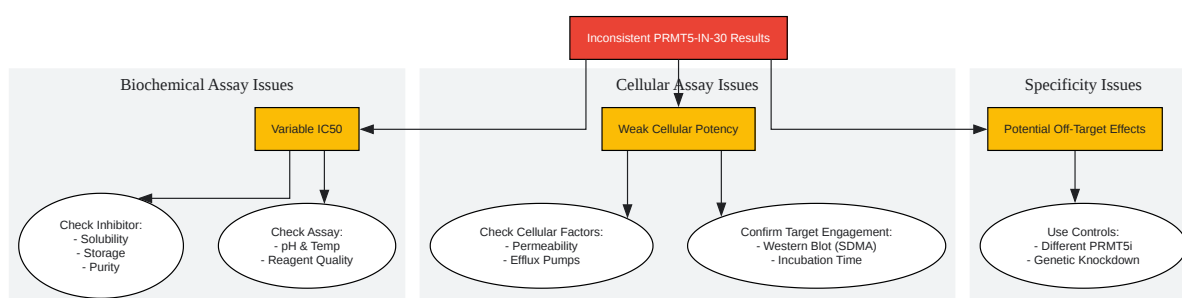 Inconsistent PRMT5-IN-30 Results
Biochemical Assay Issues
Cellular Assay Issues
Specificity Issues
Variable IC50
Weak Cellular Potency
Potential Off-Target Effects
Check Inhibitor:
- Solubility
- Storage
- Purity
Check Assay:
- pH & Temp
- Reagent Quality
Check Cellular Factors:
- Permeability
- Efflux Pumps
Confirm Target Engagement:
- Western Blot (SDMA)
- Incubation Time
Use Controls:
- Different PRMT5i
- Genetic Knockdown